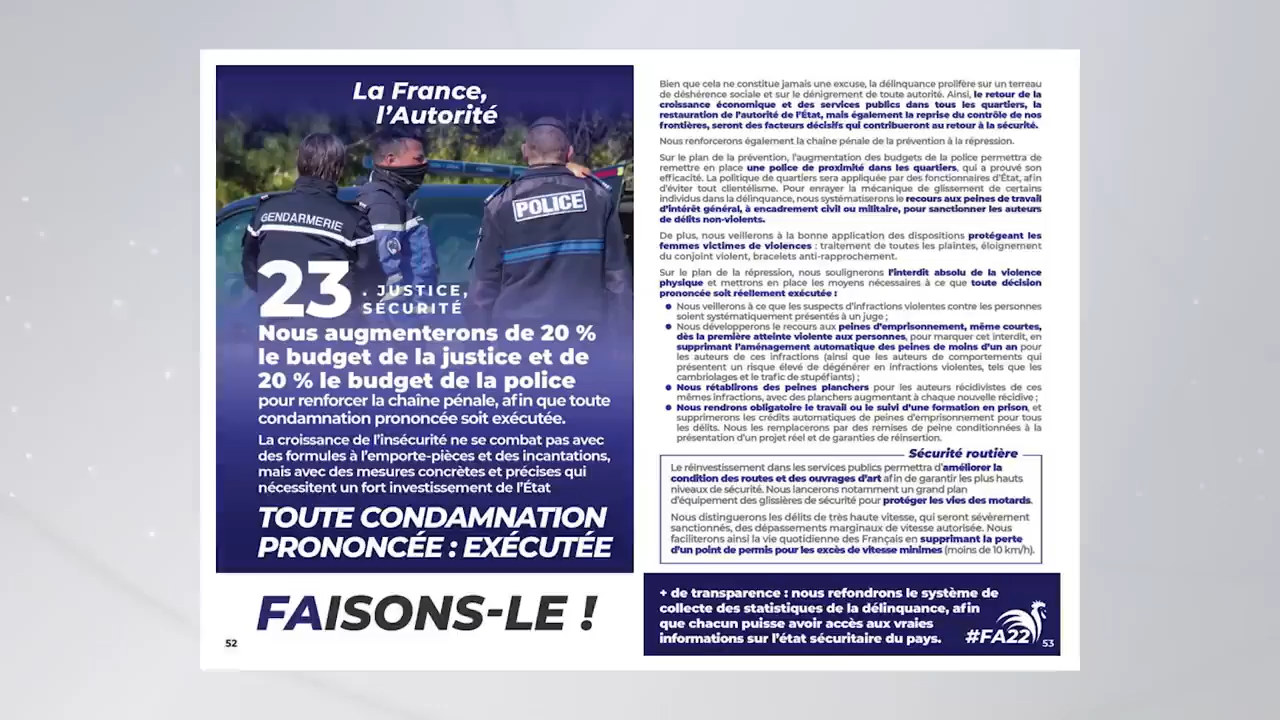 La France,
l'Autorité
GENDARMERIE
POLICE
23
. JUSTICE,
SÉCURITÉ
Nous augmenterons de 20 %
le budget de la justice et de
20 % le budget de la police
pour renforcer la chaîne pénale, afin que toute
condamnation prononcée soit exécutée.
La croissance de l'insécurité ne se combat pas avec
des formules à l'emporte-pièces et des incantations,
mais avec des mesures concrètes et précises qui
nécessitent un fort investissement de l'État
TOUTE CONDAMNATION
PRONONCÉE : EXÉCUTÉE
FAISONS-LE !
52
Bien que cela ne constitue jamais une excuse, la délinquance prolifère sur un terreau
de déshérence sociale et sur le dénigrement de toute autorité. Ainsi, le retour de la
croissance économique et des services publics dans tous les quartiers, la
restauration de l'autorité de l'État, mais également la reprise du contrôle de nos
frontières, seront des facteurs décisifs qui contribueront au retour à la sécurité.
Nous renforcerons également la chaîne pénale de la prévention à la répression.
Sur le plan de la prévention, l'augmentation des budgets de la police permettra de
remettre en place une police de proximité dans les quartiers, qui a prouvé son
efficacité. La politique de quartiers sera appliquée par des fonctionnaires d'État, afin
d'éviter tout clientélisme. Pour enrayer la mécanique de glissement de certains
individus dans la délinquance, nous systématiserons le recours aux peines de travail
d'intérêt général, à encadrement civil ou militaire, pour sanctionner les auteurs
de délits non-violents.
De plus, nous veillerons à la bonne application des dispositions protégeant les
femmes victimes de violences : traitement de toutes les plaintes, éloignement
du conjoint violent, bracelets anti-rapprochement.
Sur le plan de la répression, nous soulignerons l'interdit absolu de la violence
physique et mettrons en place les moyens nécessaires à ce que toute décision
prononcée soit réellement exécutée :
● Nous veillerons à ce que les suspects d'infractions violentes contre les personnes
soient systématiquement présentés à un juge ;
● Nous développerons le recours aux peines d'emprisonnement, même courtes,
dès la première atteinte violente aux personnes, pour marquer cet interdit, en
supprimant l'aménagement automatique des peines de moins d'un an pour
les auteurs de ces infractions (ainsi que les auteurs de comportements qui
présentent un risque élevé de dégénérer en infractions violentes, tels que les
cambriolages et le trafic de stupéfiants) ;
● Nous rétablirons des peines planchers pour les auteurs récidivistes de ces
mêmes infractions, avec des planchers augmentant à chaque nouvelle récidive ;
● Nous rendrons obligatoire le travail ou le suivi d'une formation en prison, et
supprimerons les crédits automatiques de peines d'emprisonnement pour tous
les délits. Nous les remplacerons par des remises de peine conditionnées à la
présentation d'un projet réel et de garanties de réinsertion.
Sécurité routière
Le réinvestissement dans les services publics permettra d'améliorer la
condition des routes et des ouvrages d'art afin de garantir les plus hauts
niveaux de sécurité. Nous lancerons notamment un grand plan
d'équipement des glissières de sécurité pour protéger les vies des motards.
Nous distinguerons les délits de très haute vitesse, qui seront sévèrement
sanctionnés, des dépassements marginaux de vitesse autorisée. Nous
faciliterons ainsi la vie quotidienne des Français en supprimant la perte
d'un point de permis pour les excès de vitesse minimes (moins de 10 km/h).
+ de transparence : nous refondrons le système de
collecte des statistiques de la délinquance, afin
que chacun puisse avoir accès aux vraies
informations sur l'état sécuritaire du pays.
#FA22
53